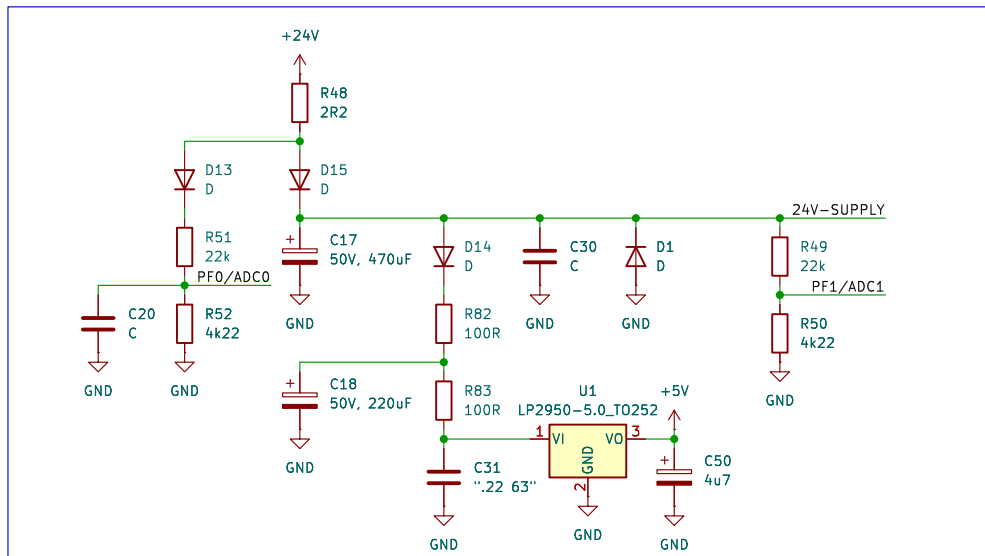 +24V
R48
2R2
D13
D
D15
D
24V-SUPPLY
R51
22k
C17
50V, 470uF
D14
D
C30
C
D1
D
R49
22k
PF0/ADC0
PF1/ADC1
C20
C
R52
4k22
GND
R82
100R
GND
GND
R50
4k22
GND
GND
C18
50V, 220uF
R83
100R
U1
LP2950-5.0_TO252
+5V
GND
1
VI
VO
3
GND
2
GND
C31
".22 63"
C50
4u7
GND
GND
GND